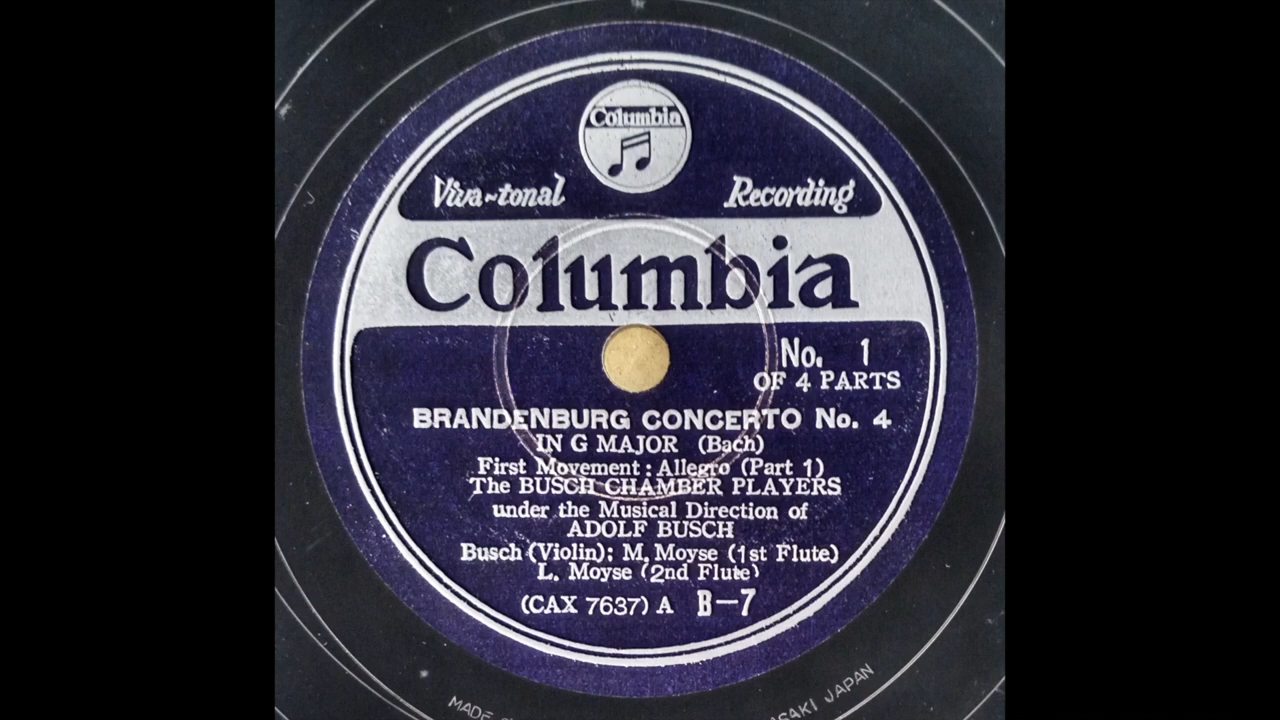 Columbia
Viva~tonal Recording
Columbia
No. 1
OF 4 PARTS
BRANDENBURG CONCERTO No. 4
IN G MAJOR (Bach)
First Movement : Allegro (Part 1)
The BUSCH CHAMBER PLAYERS
under the Musical Direction of
ADOLF BUSCH
Busch (Violin); M. Moyse (1st Flute)
L. Moyse (2nd Flute)
(CAX 7637) A B—7
MADE JAPAN